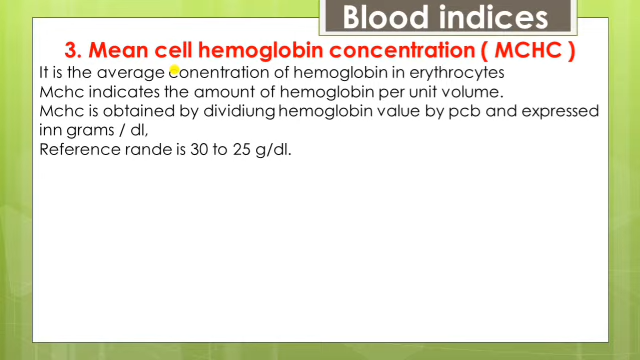 Blood indices
3. Mean cell hemoglobin concentration ( MCHC )
It is the average conentration of hemoglobin in erythrocytes
Mchc indicates the amount of hemoglobin per unit volume.
Mchc is obtained by dividiung hemoglobin value by pcb and expressed
inn grams / dl,
Reference rande is 30 to 25 g/dl.